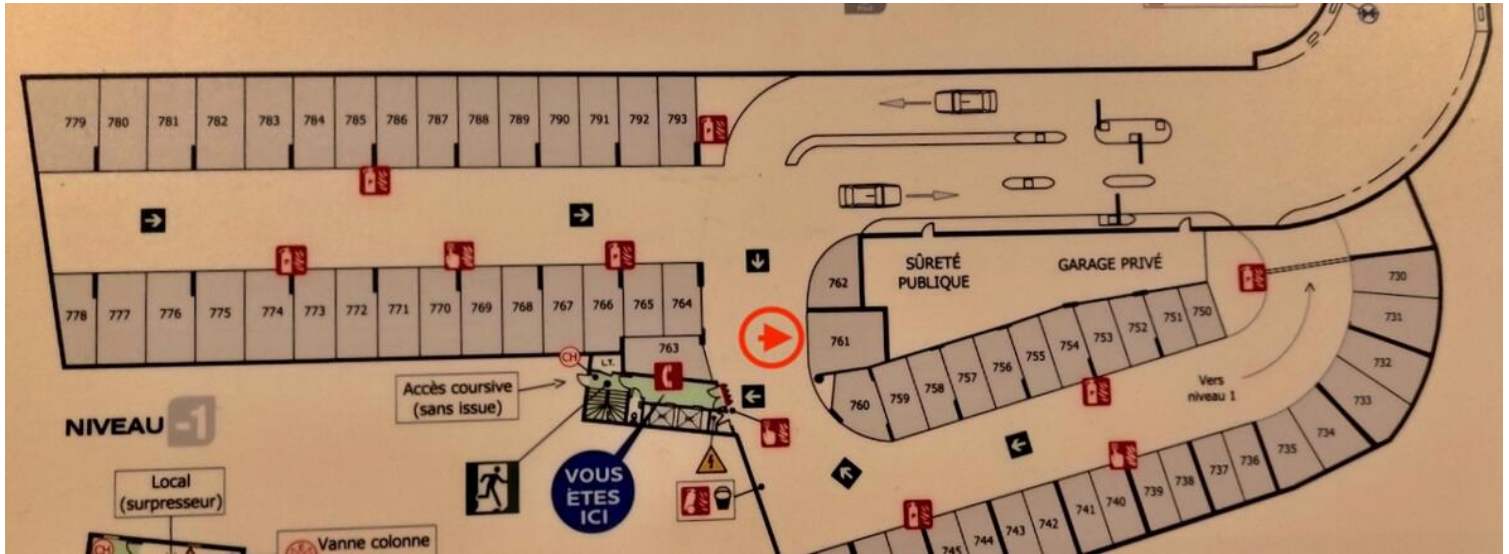 779 780 781 782 783 784 785 786 787 788 789 790 791 792 793
778 777 776 775 774 773 772 771 770 769 768 767 766 765 764
763
762
761
SÛRETÉ
PUBLIQUE
GARAGE PRIVÉ
730
731
732
733
734
735
736
737
738
739
740
741
742
743
744
745
760 759 758 757 756 755 754 753 752 751 750
Vers
niveau 1
CH
L.T.
Accès coursive
(sans issue)
NIVEAU -1
VOUS
ÊTES
ICI
Local
(surpresseur)
CH
Vanne colonne